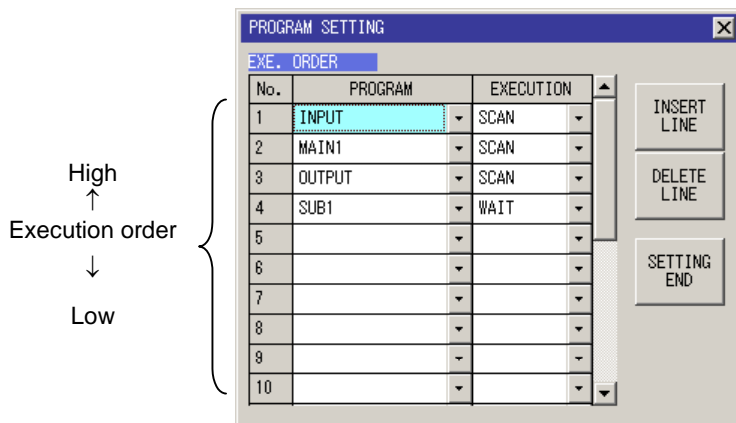 PROGRAM SETTING
EXE. ORDER
No. PROGRAM EXECUTION
1 INPUT SCAN
2 MAIN1 SCAN
3 OUTPUT SCAN
4 SUB1 WAIT
5
6
7
8
9
10
INSERT
LINE
DELETE
LINE
SETTING
END
High
↑
Execution order
↓
Low